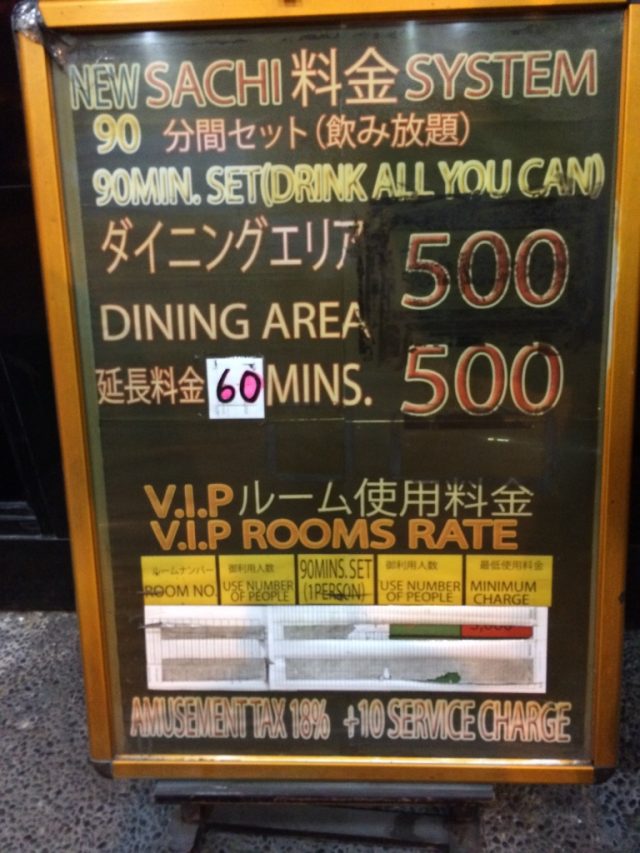 NEW SACHI 料金 SYSTEM
90 分間セット(飲み放題)
90MIN. SET(DRINK ALL YOU CAN)
ダイニングエリア 500
DINING AREA
延長料金 60 MINS. 500
V.I.P ルーム使用料金
V.I.P ROOMS RATE
ルームナンバー 御利用人数 90MINS. SET 御利用人数 最低使用料金
ROOM NO. USE NUMBER OF PEOPLE (1PERSON) USE NUMBER OF PEOPLE MINIMUM CHARGE
AMUSEMENT TAX 18% +10 SERVICE CHARGE